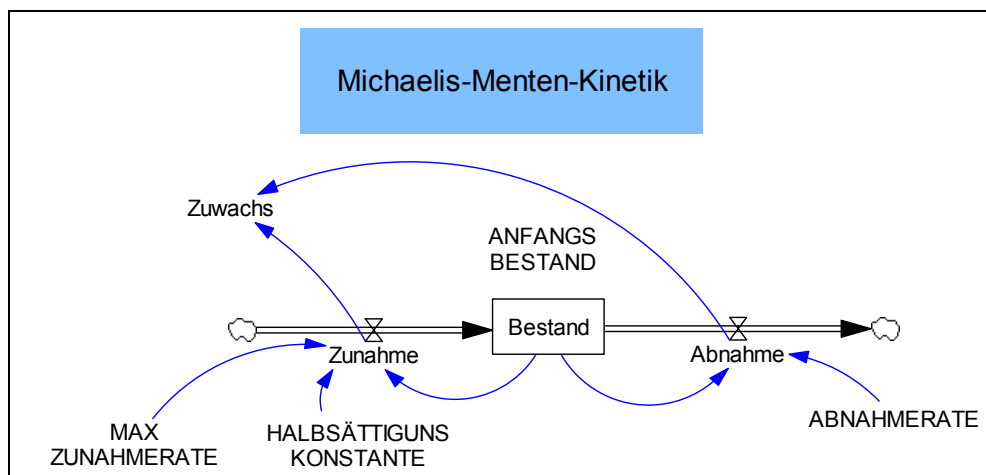 Michaelis-Menten-Kinetik
Zuwachs
ANFANGS
BESTAND
Bestand
Zunahme
Abnahme
MAX
ZUNAHMERATE
HALBSÄTTIGUNS
KONSTANTE
ABNAHMERATE